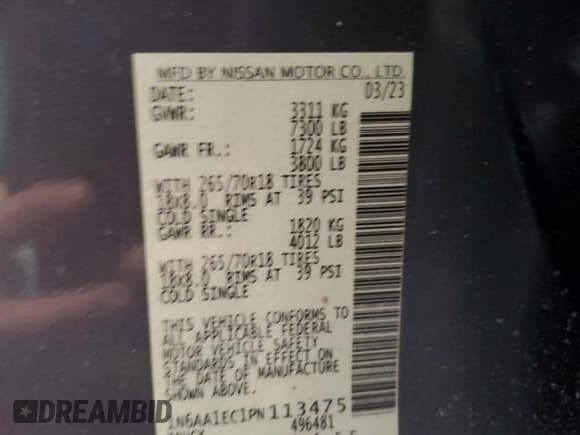 MFD BY NISSAN MOTOR CO., LTD.
DATE: 03/23
GVWR: 3311 KG
7300 LB
GAWR FR.: 1724 KG
3800 LB
WITH 265/70R18 TIRES
18x8.0 RIMS AT 39 PSI
COLD SINGLE
GAWR RR.: 1820 KG
4012 LB
WITH 265/70R18 TIRES
18x8.0 RIMS AT 39 PSI
COLD SINGLE
THIS VEHICLE CONFORMS TO
ALL APPLICABLE FEDERAL
MOTOR VEHICLE SAFETY
STANDARDS IN EFFECT ON
THE DATE OF MANUFACTURE
SHOWN ABOVE.
1N6AA1EC1PN113475
496481
TRUCK
DREAMBID